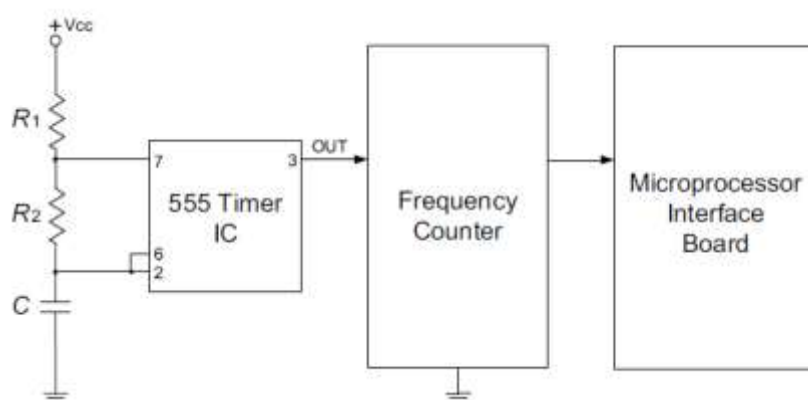 +Vcc
R1
R2
C
7
3
6
2
555 Timer
IC
OUT
Frequency
Counter
Microprocessor
Interface
Board